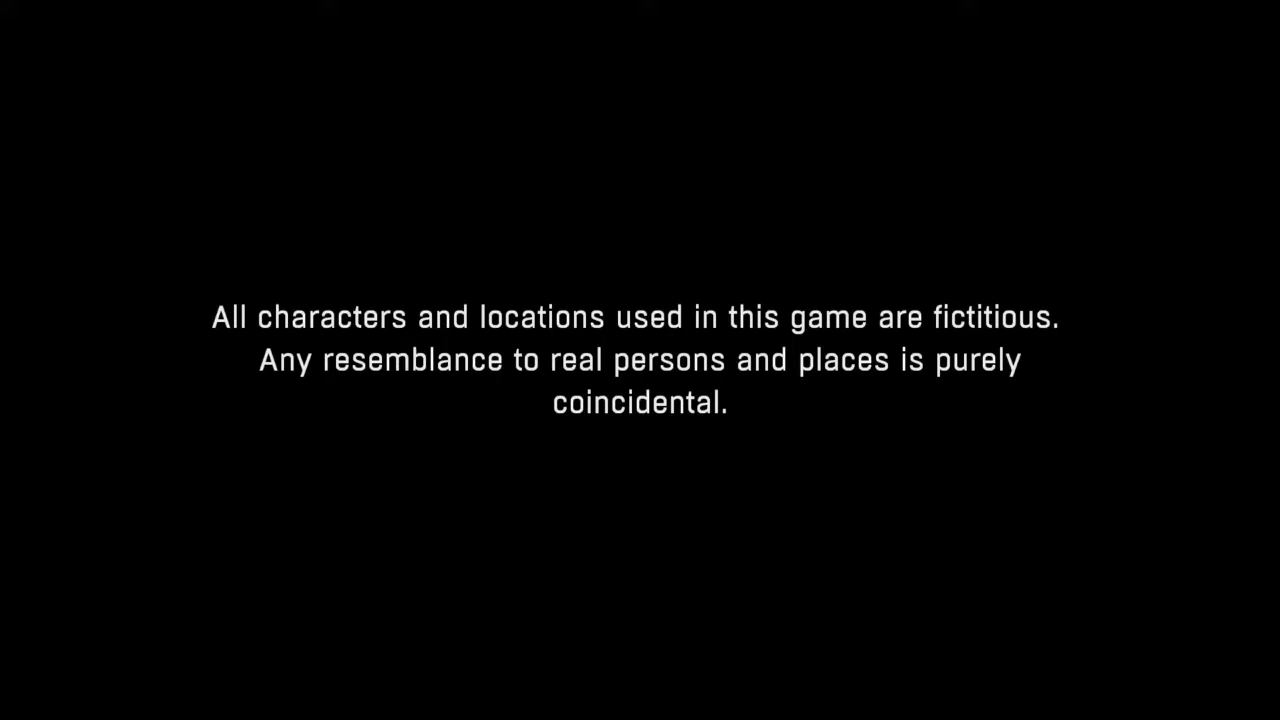 All characters and locations used in this game are fictitious.
Any resemblance to real persons and places is purely
coincidental.